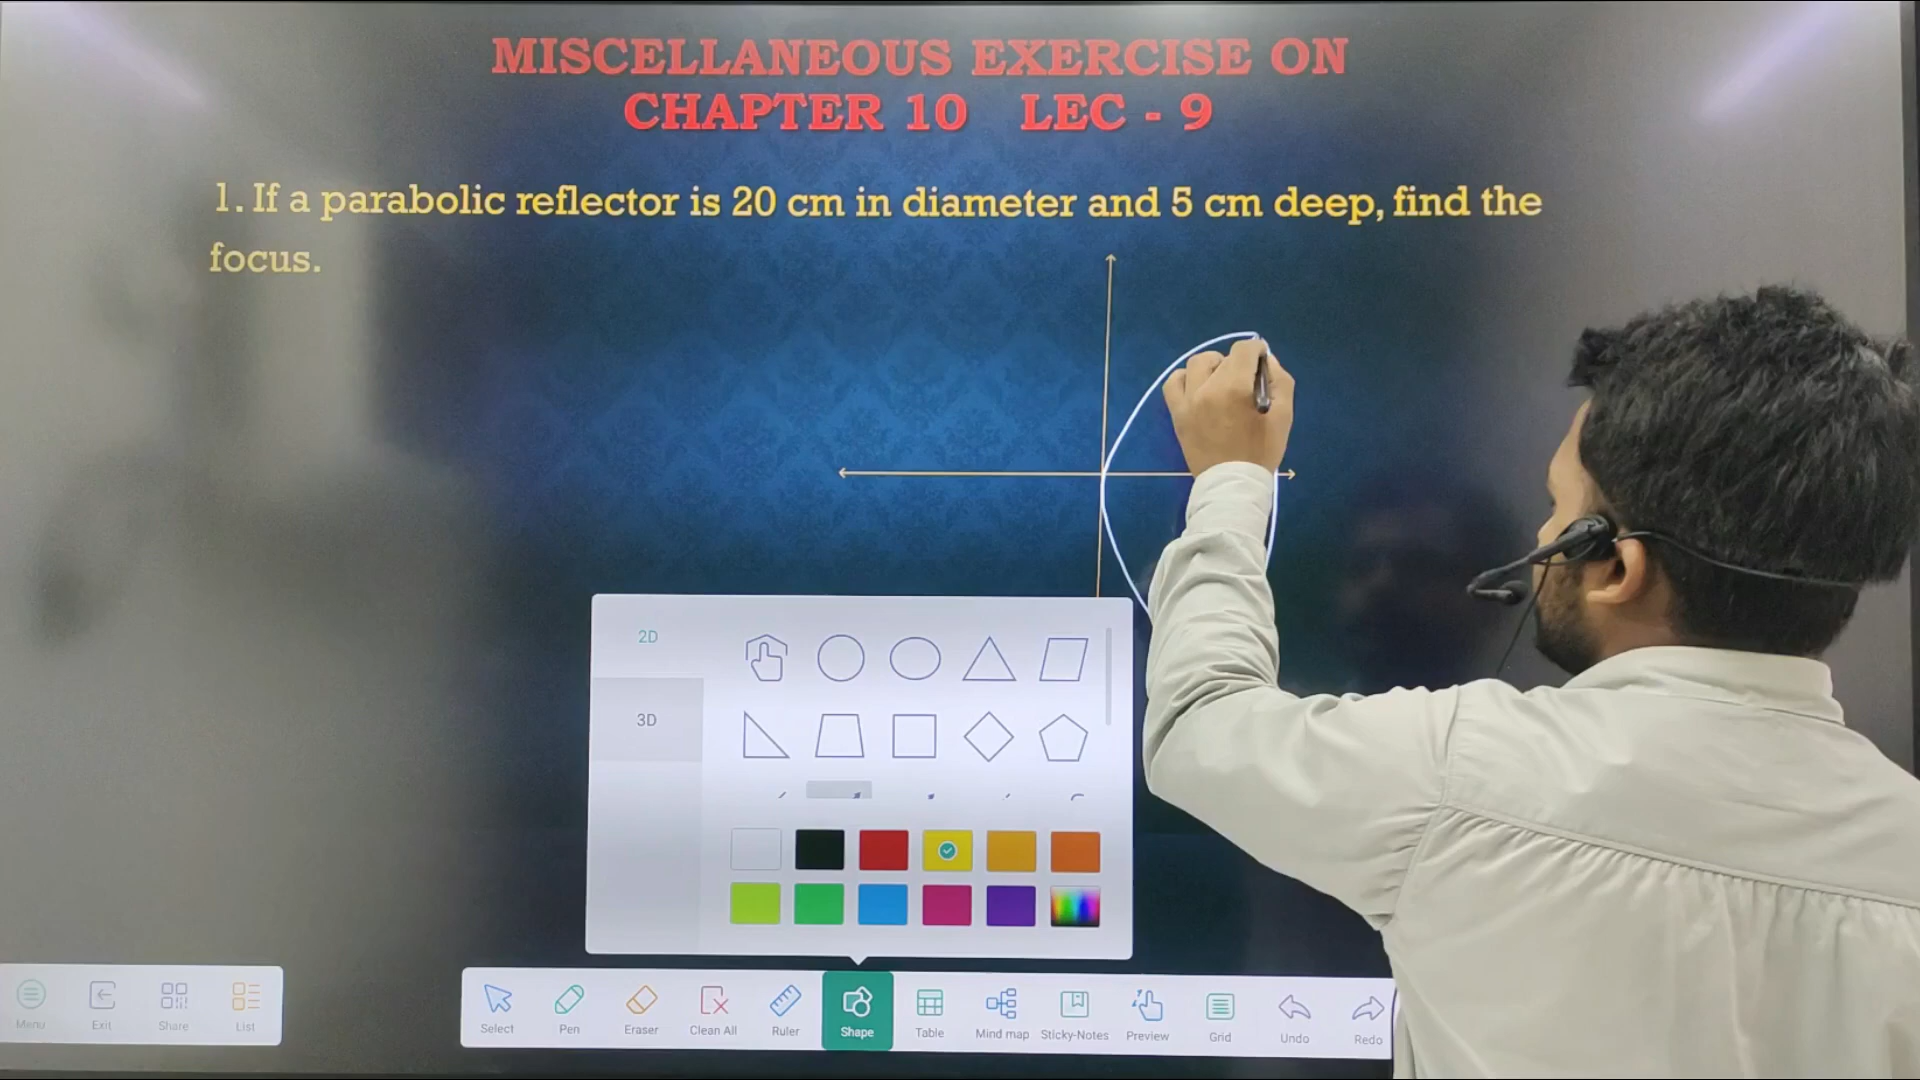 MISCELLANEOUS EXERCISE ON
CHAPTER 10 LEC - 9
1. If a parabolic reflector is 20 cm in diameter and 5 cm deep, find the
focus.
2D
3D
Menu
Exit
Share
List
Select
Pen
Eraser
Clean All
Ruler
Shape
Table
Mind map
Sticky-Notes
Preview
Grid
Undo
Redo